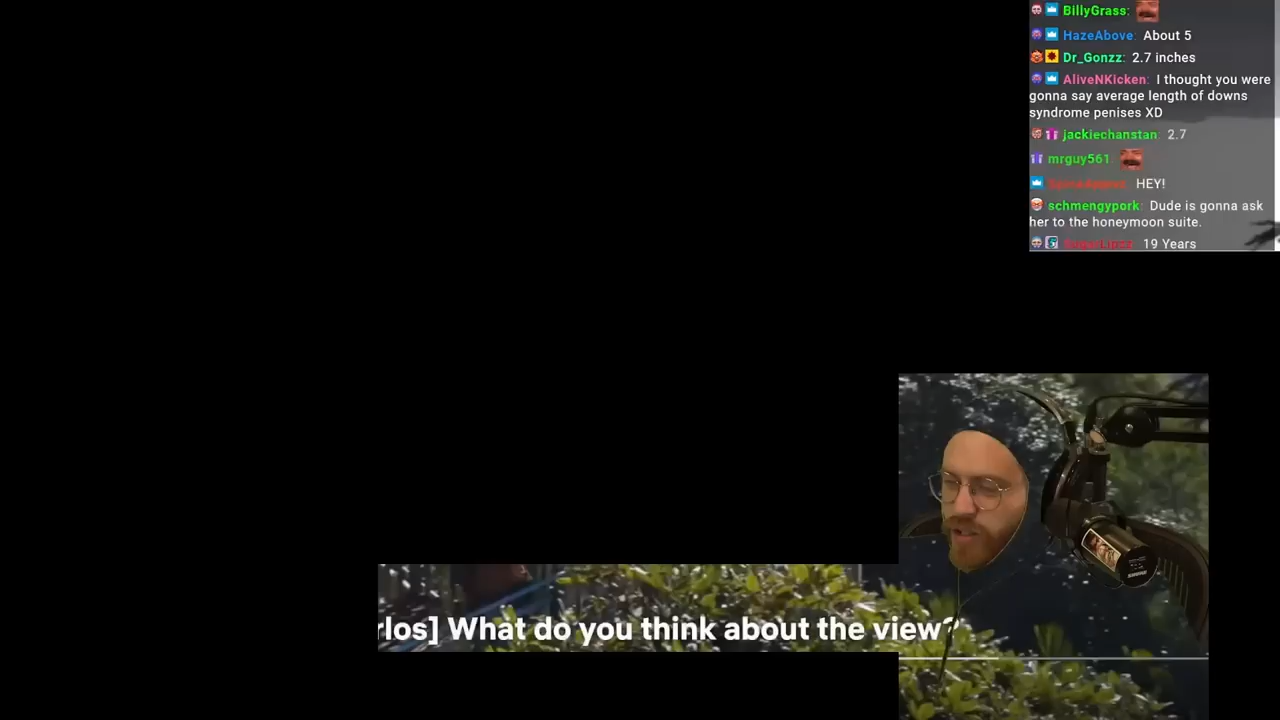 BillyGrass:
HazeAbove: About 5
Dr_Gonzz: 2.7 inches
AliveNKicken: I thought you were
gonna say average length of downs
syndrome penises XD
jackiechanstan: 2.7
mrguy561:
HEY!
schmengypork: Dude is gonna ask
her to the honeymoon suite.
19 Years
rlos] What do you think about the view?
SHURE